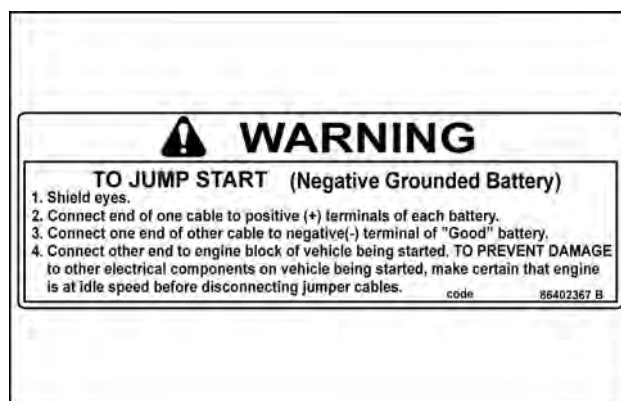 WARNING
TO JUMP START (Negative Grounded Battery)
1. Shield eyes.
2. Connect end of one cable to positive (+) terminals of each battery.
3. Connect one end of other cable to negative(-) terminal of "Good" battery.
4. Connect other end to engine block of vehicle being started. TO PREVENT DAMAGE
to other electrical components on vehicle being started, make certain that engine
is at idle speed before disconnecting jumper cables.
code 86402367 B